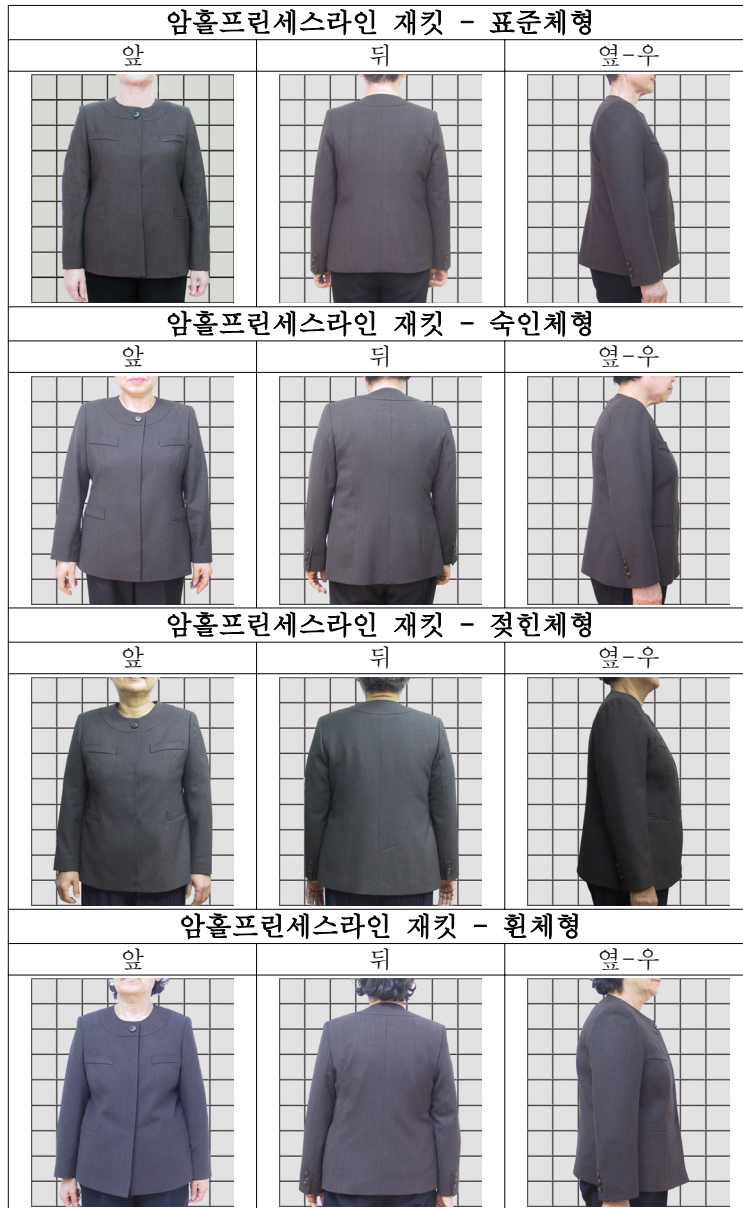 암홀프린세스라인 재킷 - 표준체형
앞 뒤 옆-우
암홀프린세스라인 재킷 - 숙인체형
앞 뒤 옆-우
암홀프린세스라인 재킷 - 젖힌체형
앞 뒤 옆-우
암홀프린세스라인 재킷 - 휜체형
앞 뒤 옆-우